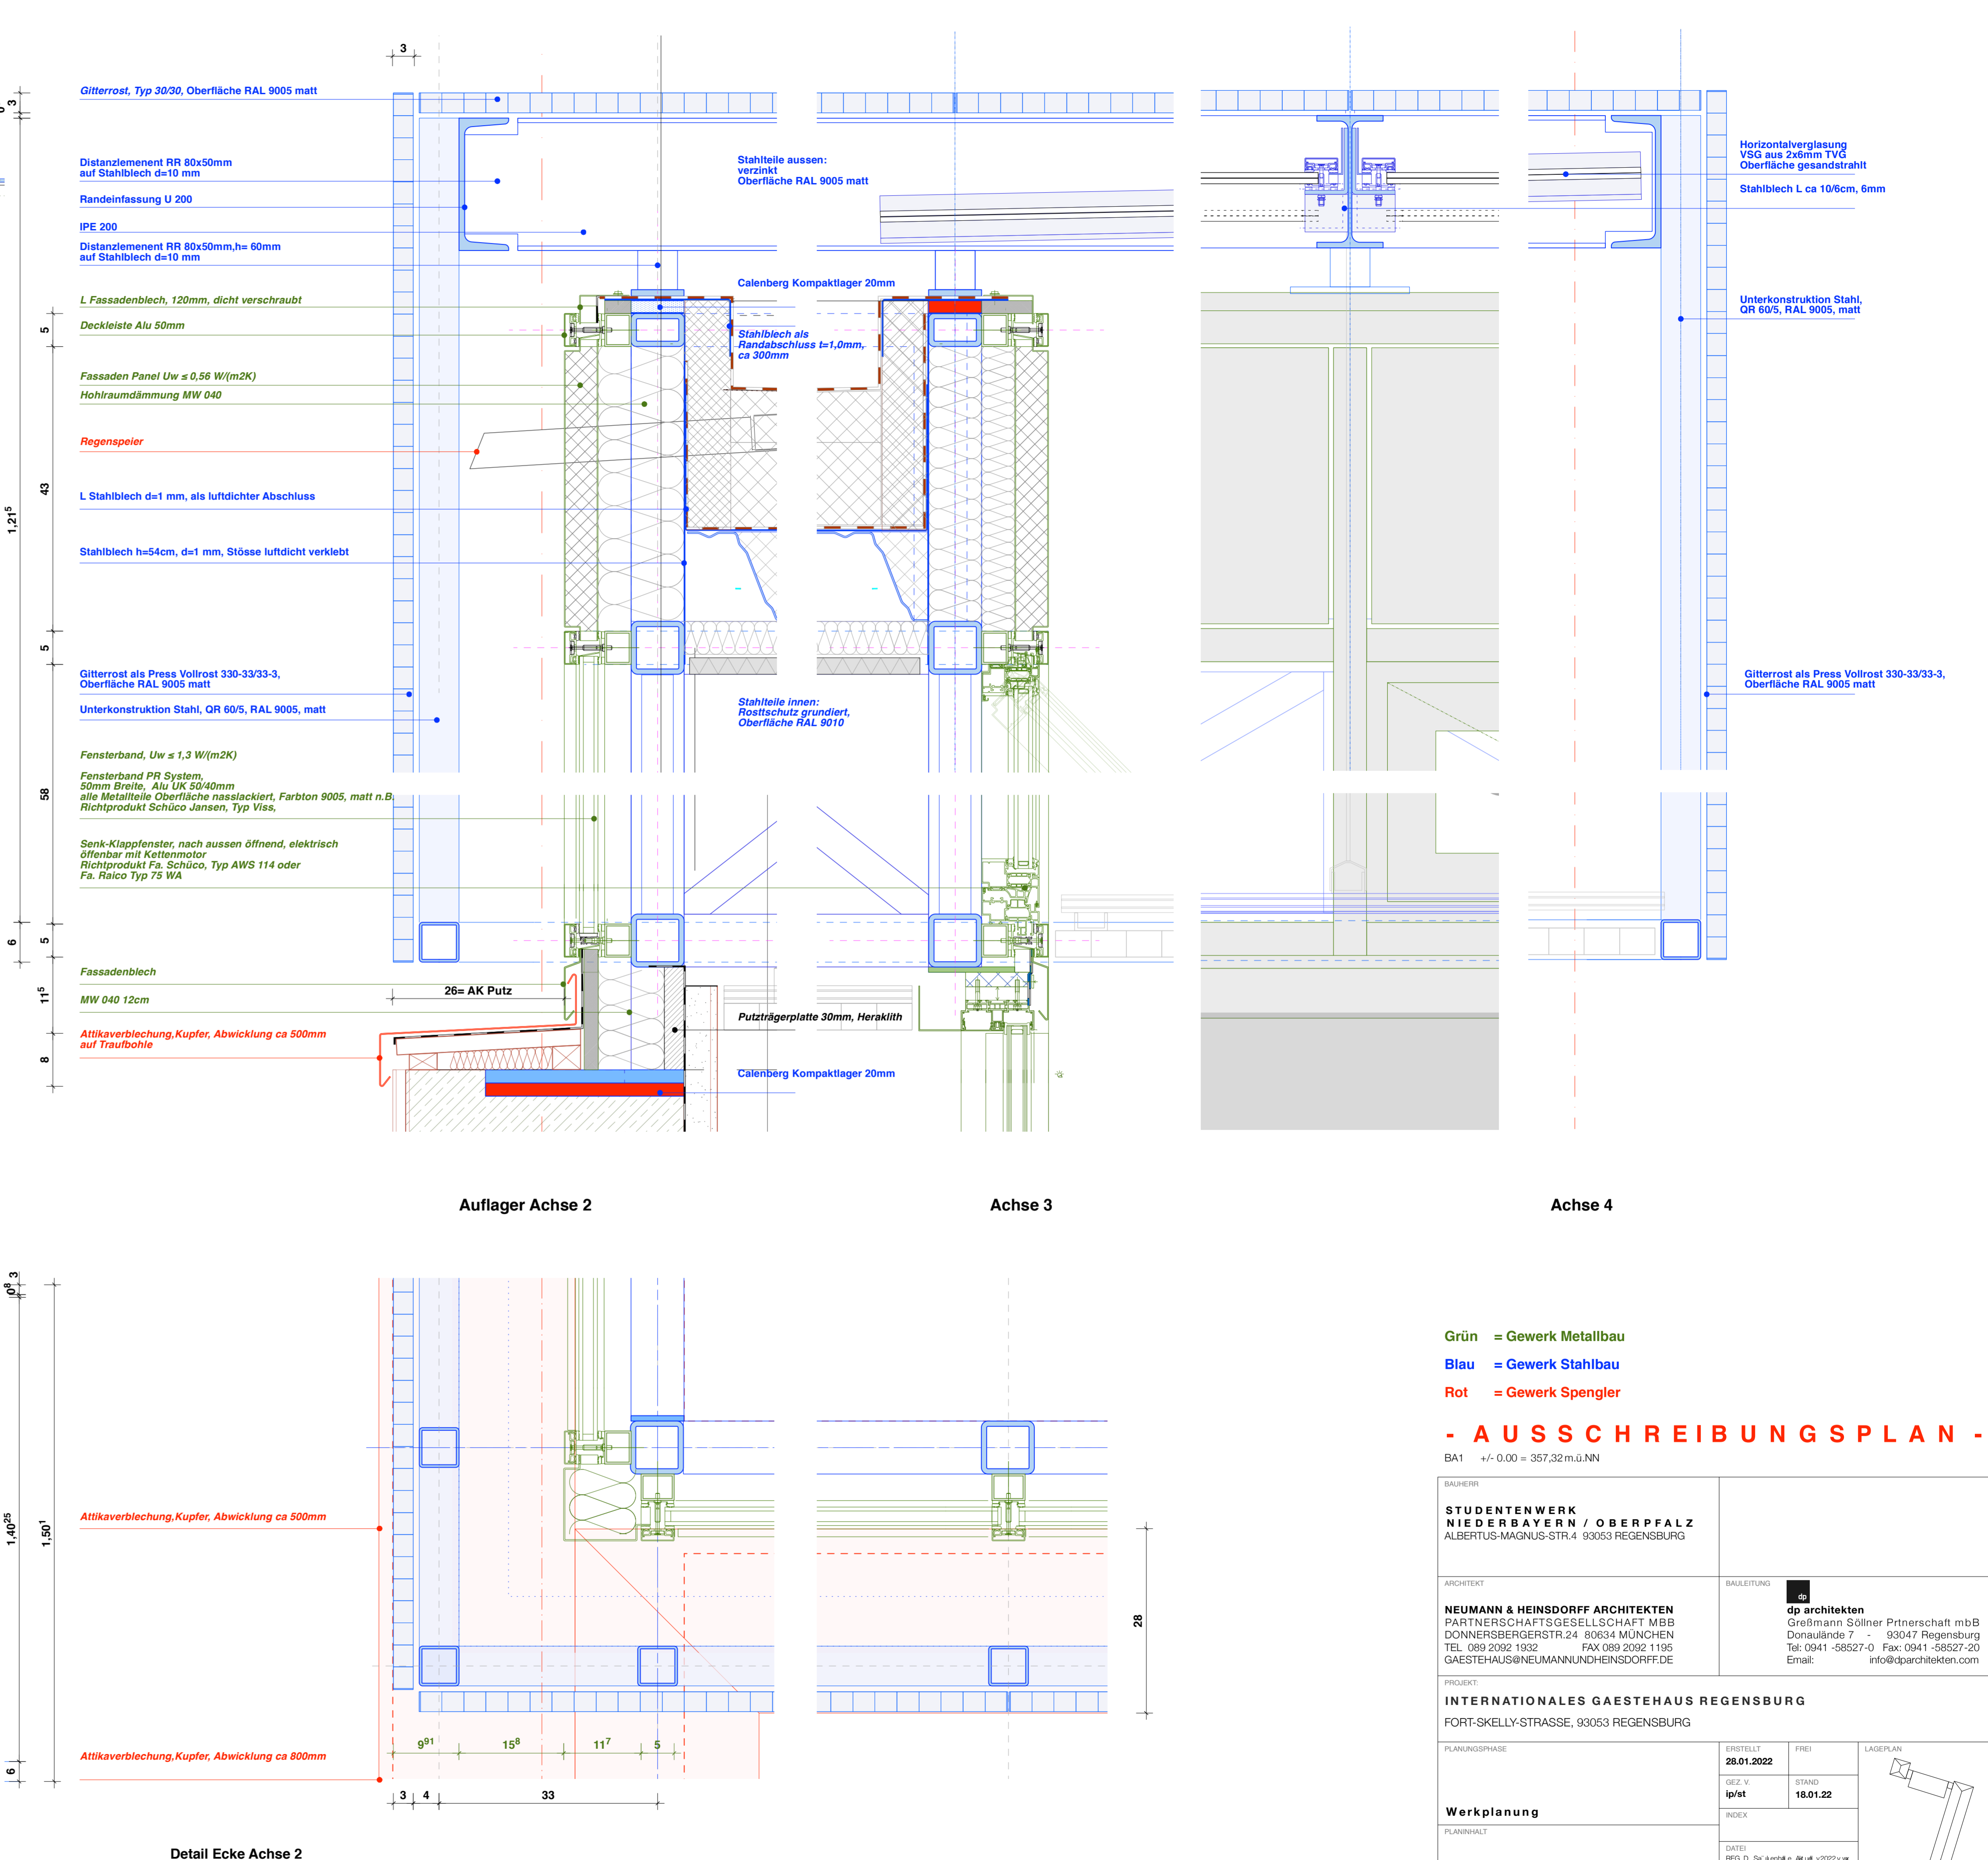 3
Gitterrost, Typ 30/30, Oberfläche RAL 9005 matt
3
Distanzlemenent RR 80x50mm
auf Stahlblech d=10 mm
Randeinfassung U 200
IPE 200
Distanzlemenent RR 80x50mm,h= 60mm
auf Stahlblech d=10 mm
L Fassadenblech, 120mm, dicht verschraubt
Deckleiste Alu 50mm
Fassaden Panel Uw ≤ 0,56 W/(m2K)
Hohlraumdämmung MW 040
Regenspeier
L Stahlblech d=1 mm, als luftdichter Abschluss
Stahlblech h=54cm, d=1 mm, Stösse luftdicht verklebt
Gitterrost als Press Vollrost 330-33/33-3,
Oberfläche RAL 9005 matt
Unterkonstruktion Stahl, QR 60/5, RAL 9005, matt
Fensterband, Uw ≤ 1,3 W/(m2K)
Fensterband PR System,
50mm Breite, Alu UK 50/40mm
alle Metallteile Oberfläche nasslackiert, Farbton 9005, matt n.B.
Richtprodukt Schüco Jansen, Typ Viss,
Senk-Klappfenster, nach aussen öffnend, elektrisch
öffenbar mit Kettenmotor
Richtprodukt Fa. Schüco, Typ AWS 114 oder
Fa. Raico Typ 75 WA
Fassadenblech
MW 040 12cm
Attikaverblechung,Kupfer, Abwicklung ca 500mm
auf Traufbohle
1,21⁵
5
43
5
58
6
5
11⁵
8
26= AK Putz
Stahlteile aussen:
verzinkt
Oberfläche RAL 9005 matt
Calenberg Kompaktlager 20mm
Stahlblech als
Randabschluss t=1,0mm,
ca 300mm
Stahlteile innen:
Rosttschutz grundiert,
Oberfläche RAL 9010
Putzträgerplatte 30mm, Heraklith
Calenberg Kompaktlager 20mm
Horizontalverglasung
VSG aus 2x6mm TVG
Oberfläche gesandstrahlt
Stahlblech L ca 10/6cm, 6mm
Unterkonstruktion Stahl,
QR 60/5, RAL 9005, matt
Gitterrost als Press Vollrost 330-33/33-3,
Oberfläche RAL 9005 matt
Auflager Achse 2
Achse 3
Achse 4
3
0⁸
1,40²⁵
1,50¹
6
Attikaverblechung,Kupfer, Abwicklung ca 500mm
Attikaverblechung,Kupfer, Abwicklung ca 800mm
9⁹¹ 15⁸ 11⁷ 5
3 4 33
28
Detail Ecke Achse 2
Grün = Gewerk Metallbau
Blau = Gewerk Stahlbau
Rot = Gewerk Spengler
- AUSSCHREIBUNGSPLAN -
BA1 +/- 0.00 = 357,32 m.ü.NN
BAUHERR
STUDENTENWERK
NIEDERBAYERN / OBERPFALZ
ALBERTUS-MAGNUS-STR.4 93053 REGENSBURG
ARCHITEKT
NEUMANN & HEINSDORFF ARCHITEKTEN
PARTNERSCHAFTSGESELLSCHAFT MBB
DONNERSBERGERSTR.24 80634 MÜNCHEN
TEL 089 2092 1932 FAX 089 2092 1195
GAESTEHAUS@NEUMANNUNDHEINSDORFF.DE
BAULEITUNG
dp
dp architekten
Greßmann Söllner Prtnerschaft mbB
Donaulände 7 - 93047 Regensburg
Tel: 0941 -58527-0 Fax: 0941 -58527-20
Email: info@dparchitekten.com
PROJEKT:
INTERNATIONALES GAESTEHAUS REGENSBURG
FORT-SKELLY-STRASSE, 93053 REGENSBURG
PLANUNGSPHASE
Werkplanung
PLANINHALT
ERSTELLT
28.01.2022
FREI
LAGEPLAN
GEZ. V.
ip/st
STAND
18.01.22
INDEX
DATEI